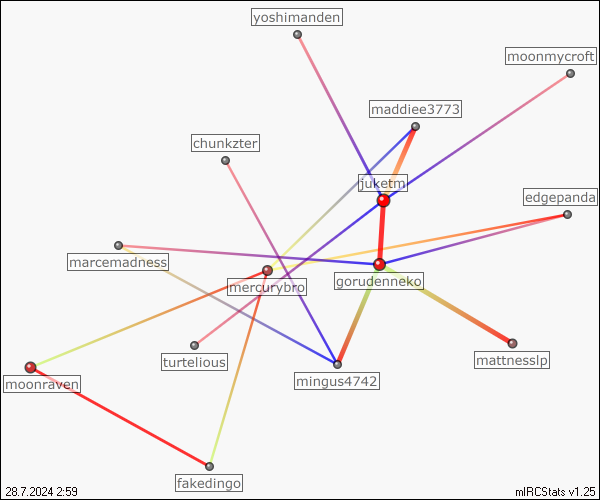 yoshimanden
moonmycroft
maddiee3773
chunkzter
juketm
edgepanda
marcemadness
mercurybro
gorudenneko
turtelious
mattnesslp
moonraven
mingus4742
fakedingo
28.7.2024 2:59
mIRCStats v1.25